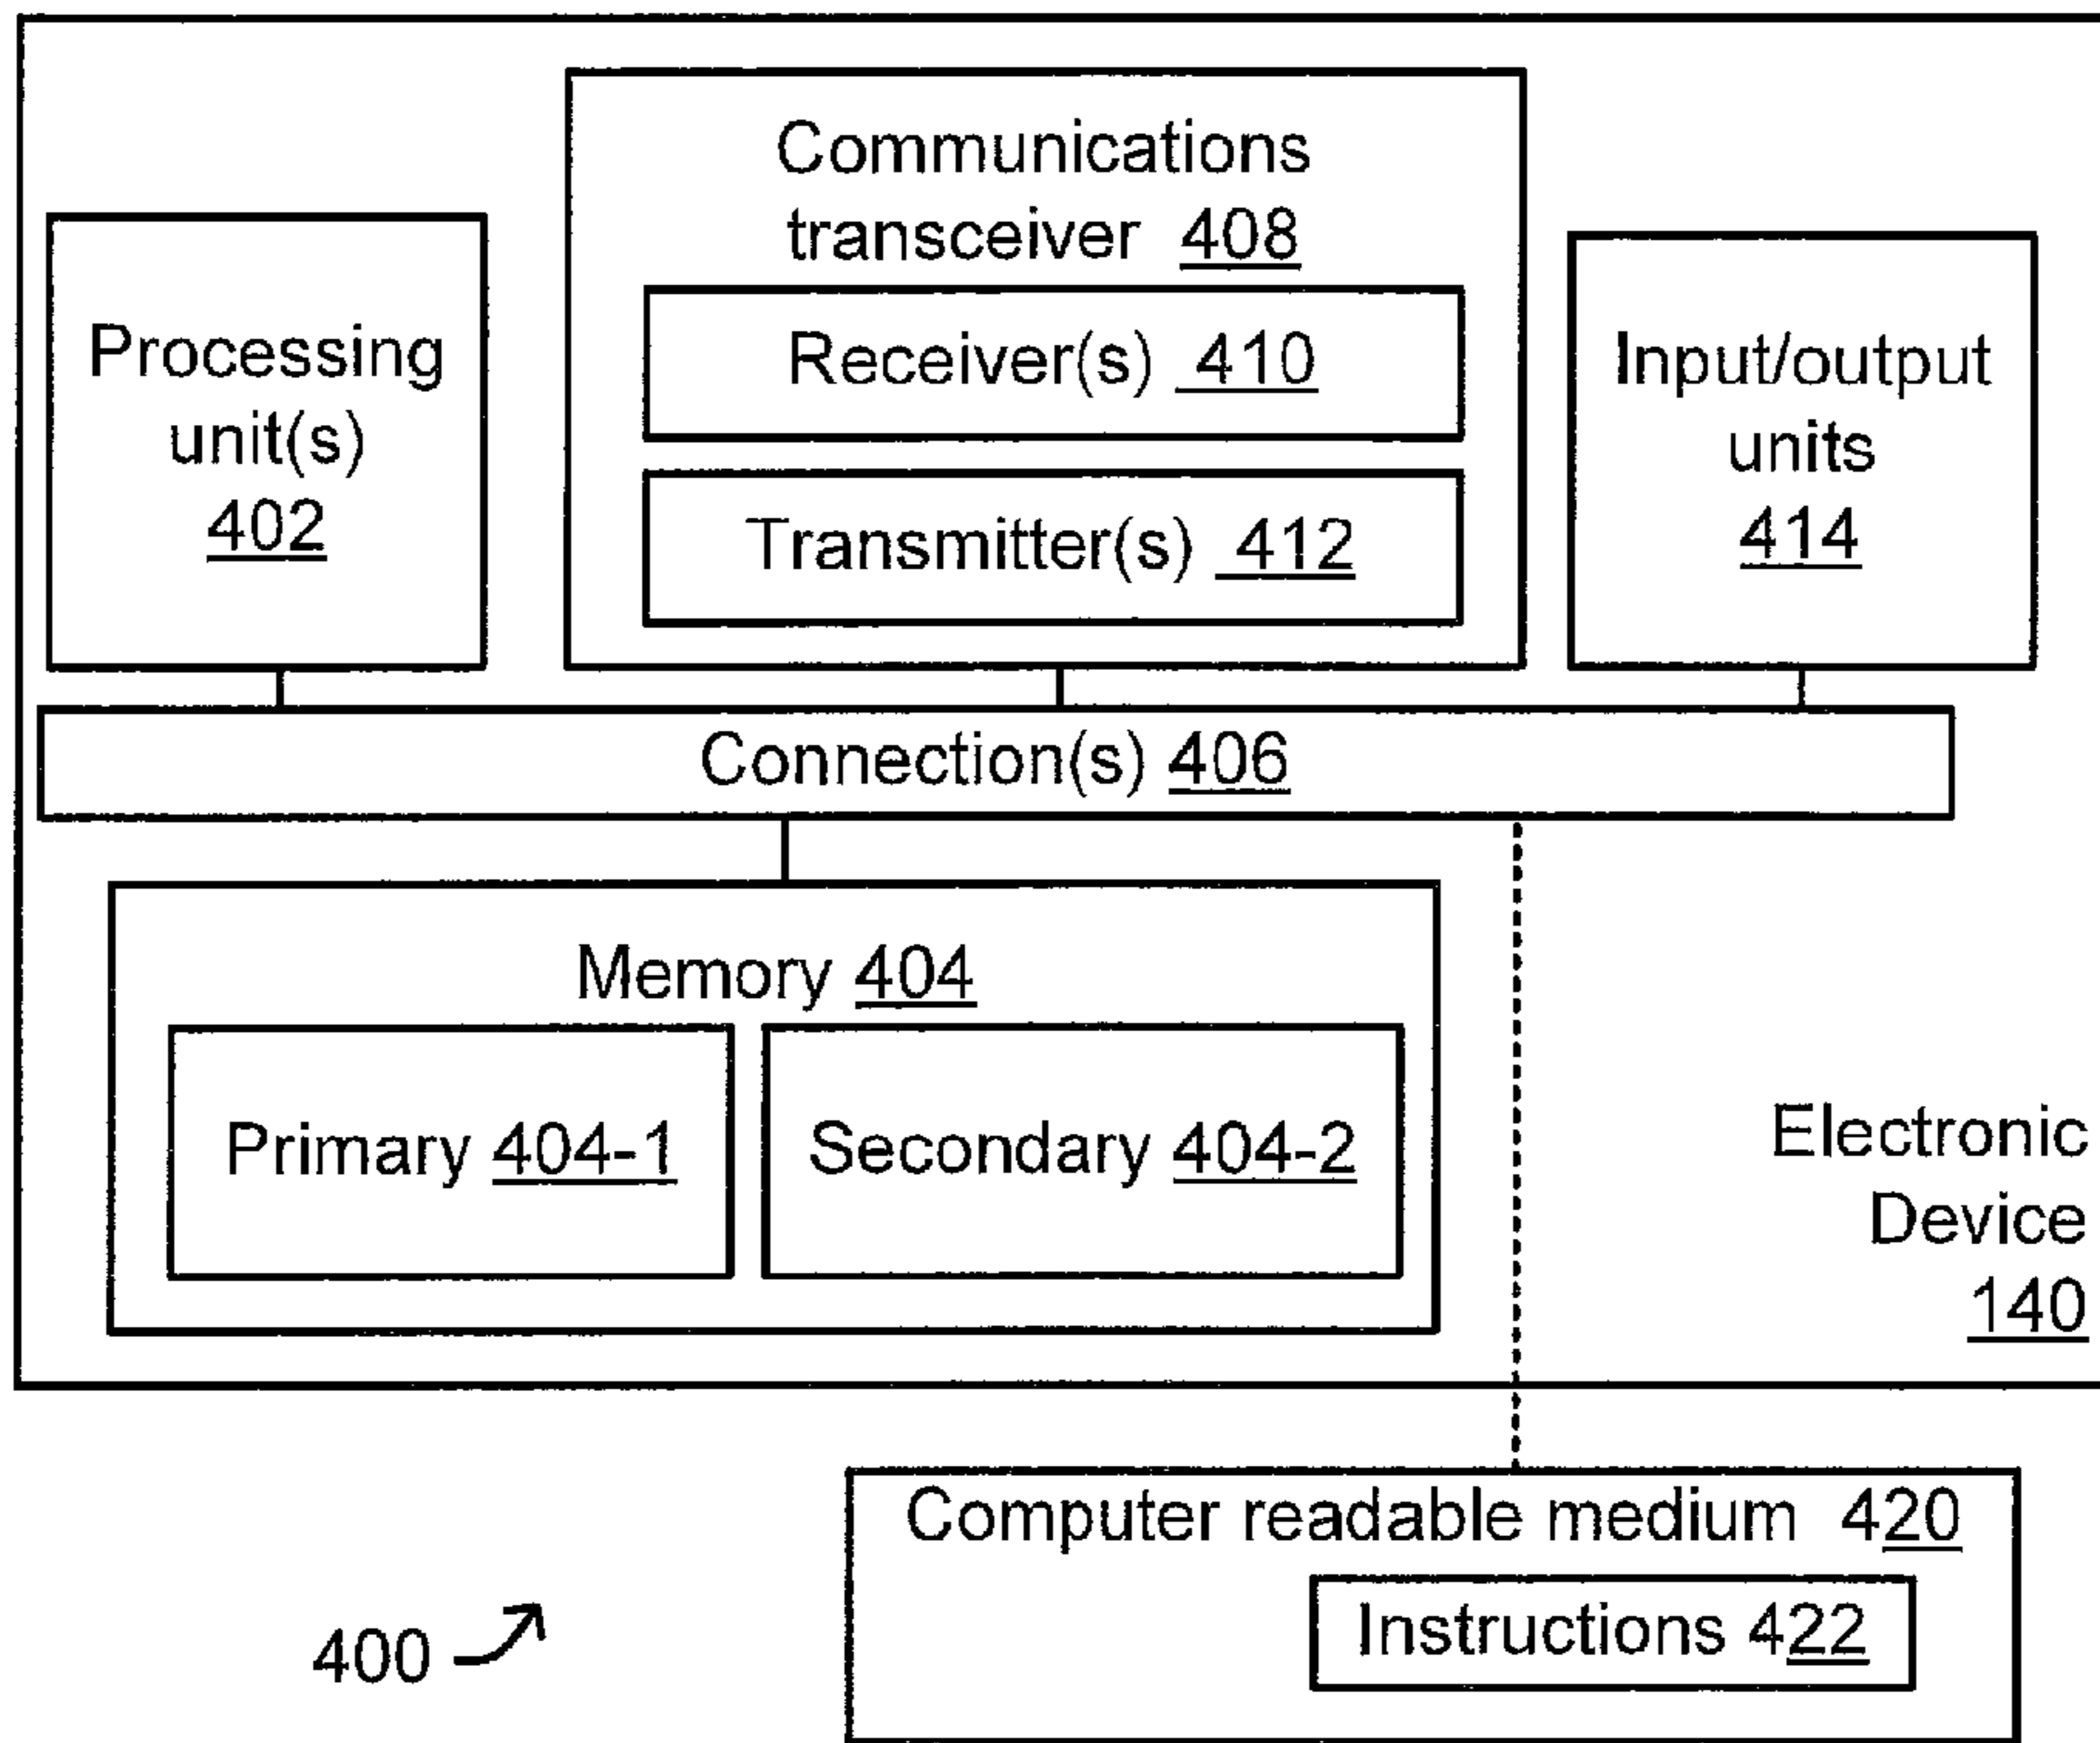 Communications
transceiver 408
Processing
unit(s)
402
Receiver(s) 410
Transmitter(s) 412
Input/output
units
414
Connection(s) 406
Memory 404
Primary 404-1
Secondary 404-2
Electronic
Device
140
Computer readable medium 420
Instructions 422
400